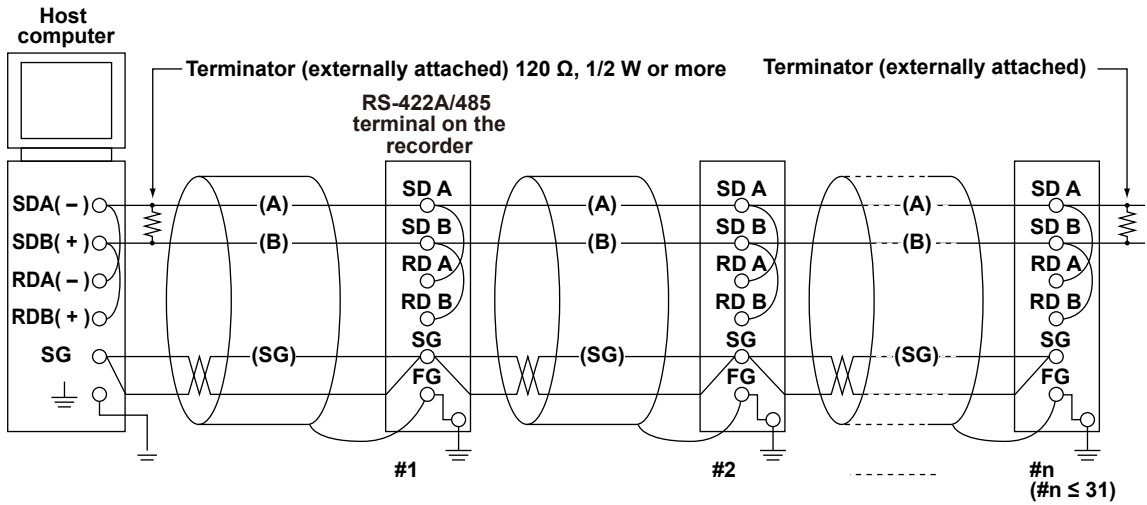 Host
computer
Terminator (externally attached) 120 Ω, 1/2 W or more
Terminator (externally attached)
RS-422A/485
terminal on the
recorder
SDA( – )
SDB( + )
RDA( – )
RDB( + )
SG
(A)
(B)
(SG)
SD A
SD B
RD A
RD B
SG
FG
#1
(A)
(B)
(SG)
SD A
SD B
RD A
RD B
SG
FG
#2
(A)
(B)
(SG)
SD A
SD B
RD A
RD B
SG
FG
#n
(#n ≤ 31)